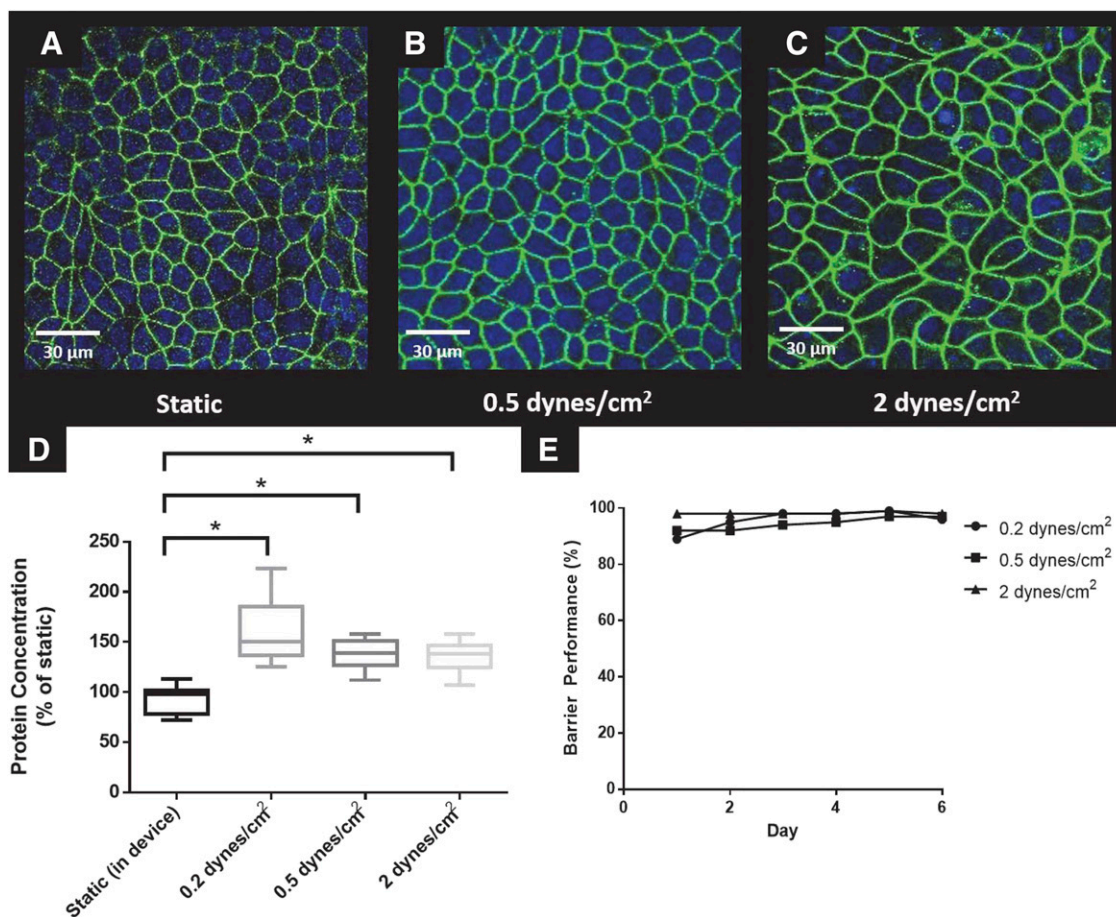 A
B
C
30 µm
30 µm
30 µm
Static
0.5 dynes/cm²
2 dynes/cm²
D
E
*
*
*
Protein Concentration
(% of static)
250
200
150
100
50
0
Static (in device)
0.2 dynes/cm²
0.5 dynes/cm²
2 dynes/cm²
Barrier Performance (%)
100
80
60
40
20
0
0
2
4
6
Day
0.2 dynes/cm²
0.5 dynes/cm²
2 dynes/cm²